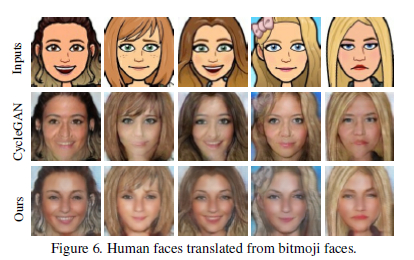 Inputs
CycleGAN
Ours
Figure 6. Human faces translated from bitmoji faces.